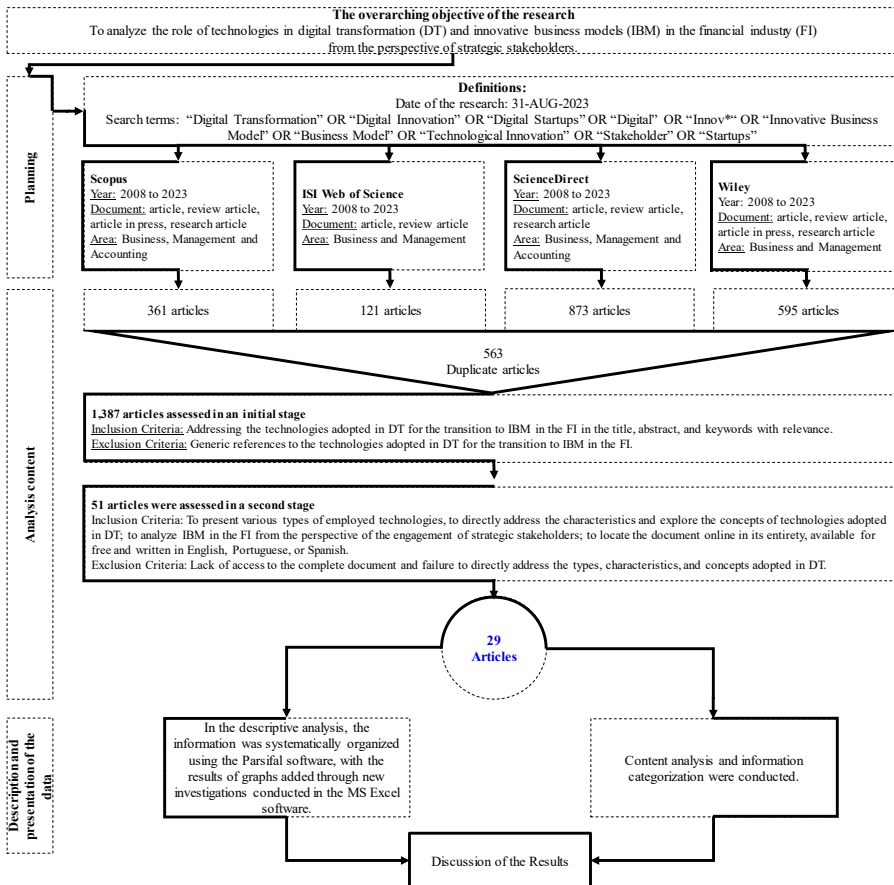 The overarching objective of the research
To analyze the role of technologies in digital transformation (DT) and innovative business models (IBM) in the financial industry (FI)
from the perspective of strategic stakeholders.
Planning
Definitions:
Date of the research: 31-AUG-2023
Search terms: “Digital Transformation” OR “Digital Innovation” OR “Digital Startups” OR “Digital” OR “Innov*“ OR “Innovative Business
Model” OR “Business Model” OR “Technological Innovation” OR “Stakeholder” OR “Startups”
Scopus
Year: 2008 to 2023
Document: article, review article,
article in press, research article
Area: Business, Management and
Accounting
ISI Web of Science
Year: 2008 to 2023
Document: article, review article
Area: Business and Management
ScienceDirect
Year: 2008 to 2023
Document: article, review article,
research article
Area: Business, Management and
Accounting
Wiley
Year: 2008 to 2023
Document: article, review article,
article in press, research article
Area: Business and Management
Analysis content
361 articles
121 articles
873 articles
595 articles
563
Duplicate articles
1,387 articles assessed in an initial stage
Inclusion Criteria: Addressing the technologies adopted in DT for the transition to IBM in the FI in the title, abstract, and keywords with relevance.
Exclusion Criteria: Generic references to the technologies adopted in DT for the transition to IBM in the FI.
51 articles were assessed in a second stage
Inclusion Criteria: To present various types of employed technologies, to directly address the characteristics and explore the concepts of technologies adopted
in DT; to analyze IBM in the FI from the perspective of the engagement of strategic stakeholders; to locate the document online in its entirety, available for
free and written in English, Portuguese, or Spanish.
Exclusion Criteria: Lack of access to the complete document and failure to directly address the types, characteristics, and concepts adopted in DT.
29
Articles
Description and
presentation of the
data
In the descriptive analysis, the
information was systematically organized
using the Parsifal software, with the
results of graphs added through new
investigations conducted in the MS Excel
software.
Content analysis and information
categorization were conducted.
Discussion of the Results